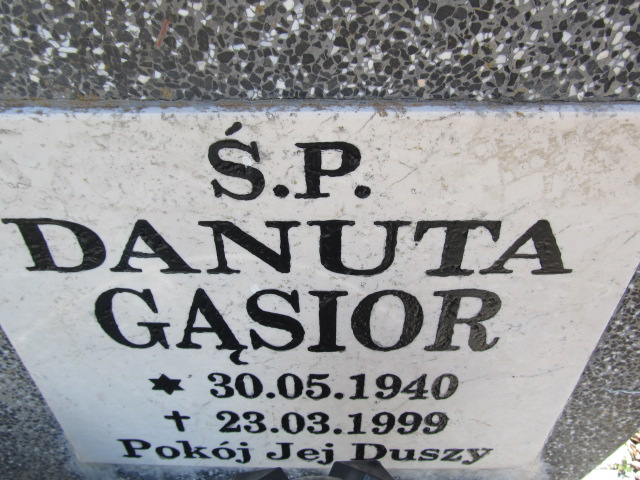 Ś.P.
DANUTA
GĄSIOR
★ 30.05.1940
✝ 23.03.1999
Pokój Jej Duszy